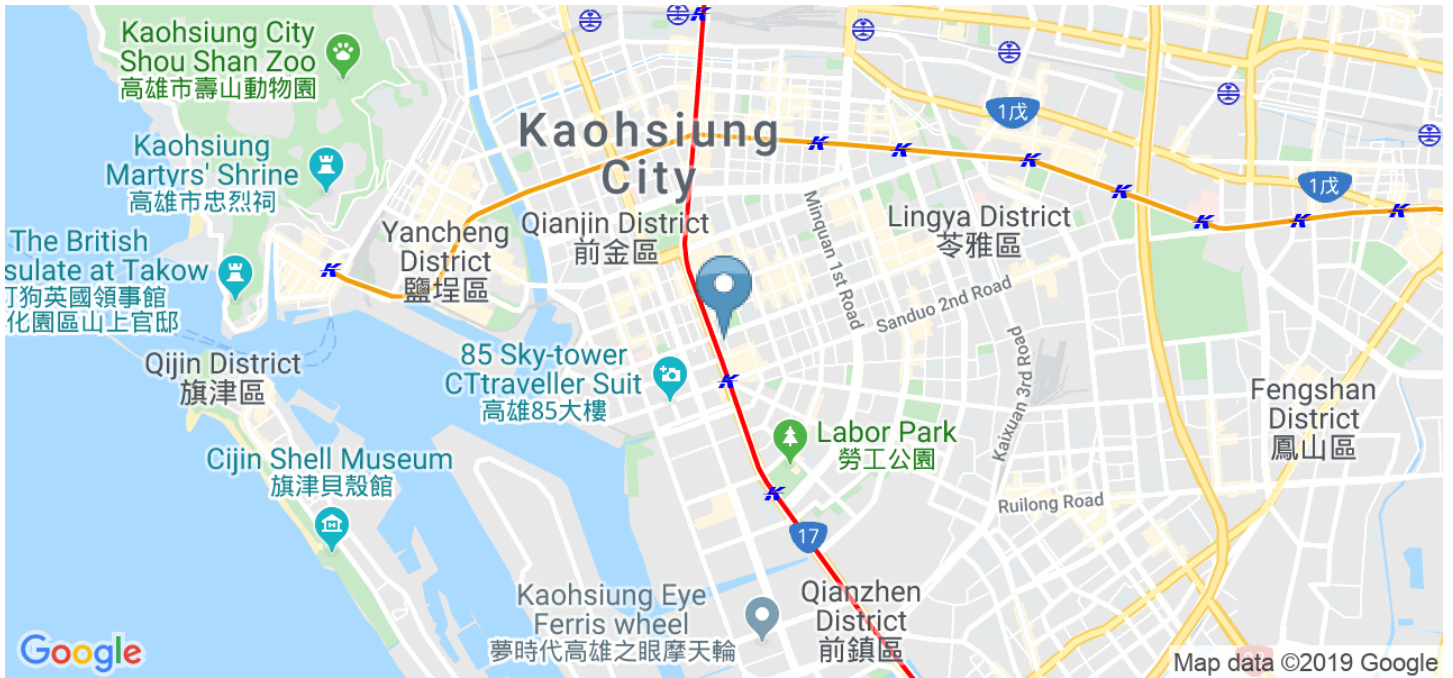 Kaohsiung City
Shou Shan Zoo
高雄市壽山動物園
Kaohsiung
Martyrs' Shrine
高雄市忠烈祠
The British
sulate at Takow
狗英國領事館
化園區山上官邸
Qijin District
旗津區
Cijin Shell Museum
旗津貝殼館
Yancheng
District
鹽埕區
Kaohsiung
City
Qianjin District
前金區
85 Sky-tower
CTtraveller Suit
高雄85大樓
1戊
1戊
Minquan 1st Road
Lingya District
苓雅區
Sanduo 2nd Road
Kaixuan 3rd Road
Labor Park
勞工公園
Fengshan
District
鳳山區
Ruilong Road
17
Kaohsiung Eye
Ferris wheel
夢時代高雄之眼摩天輪
Qianzhen
District
前鎮區
Google
Map data ©2019 Google